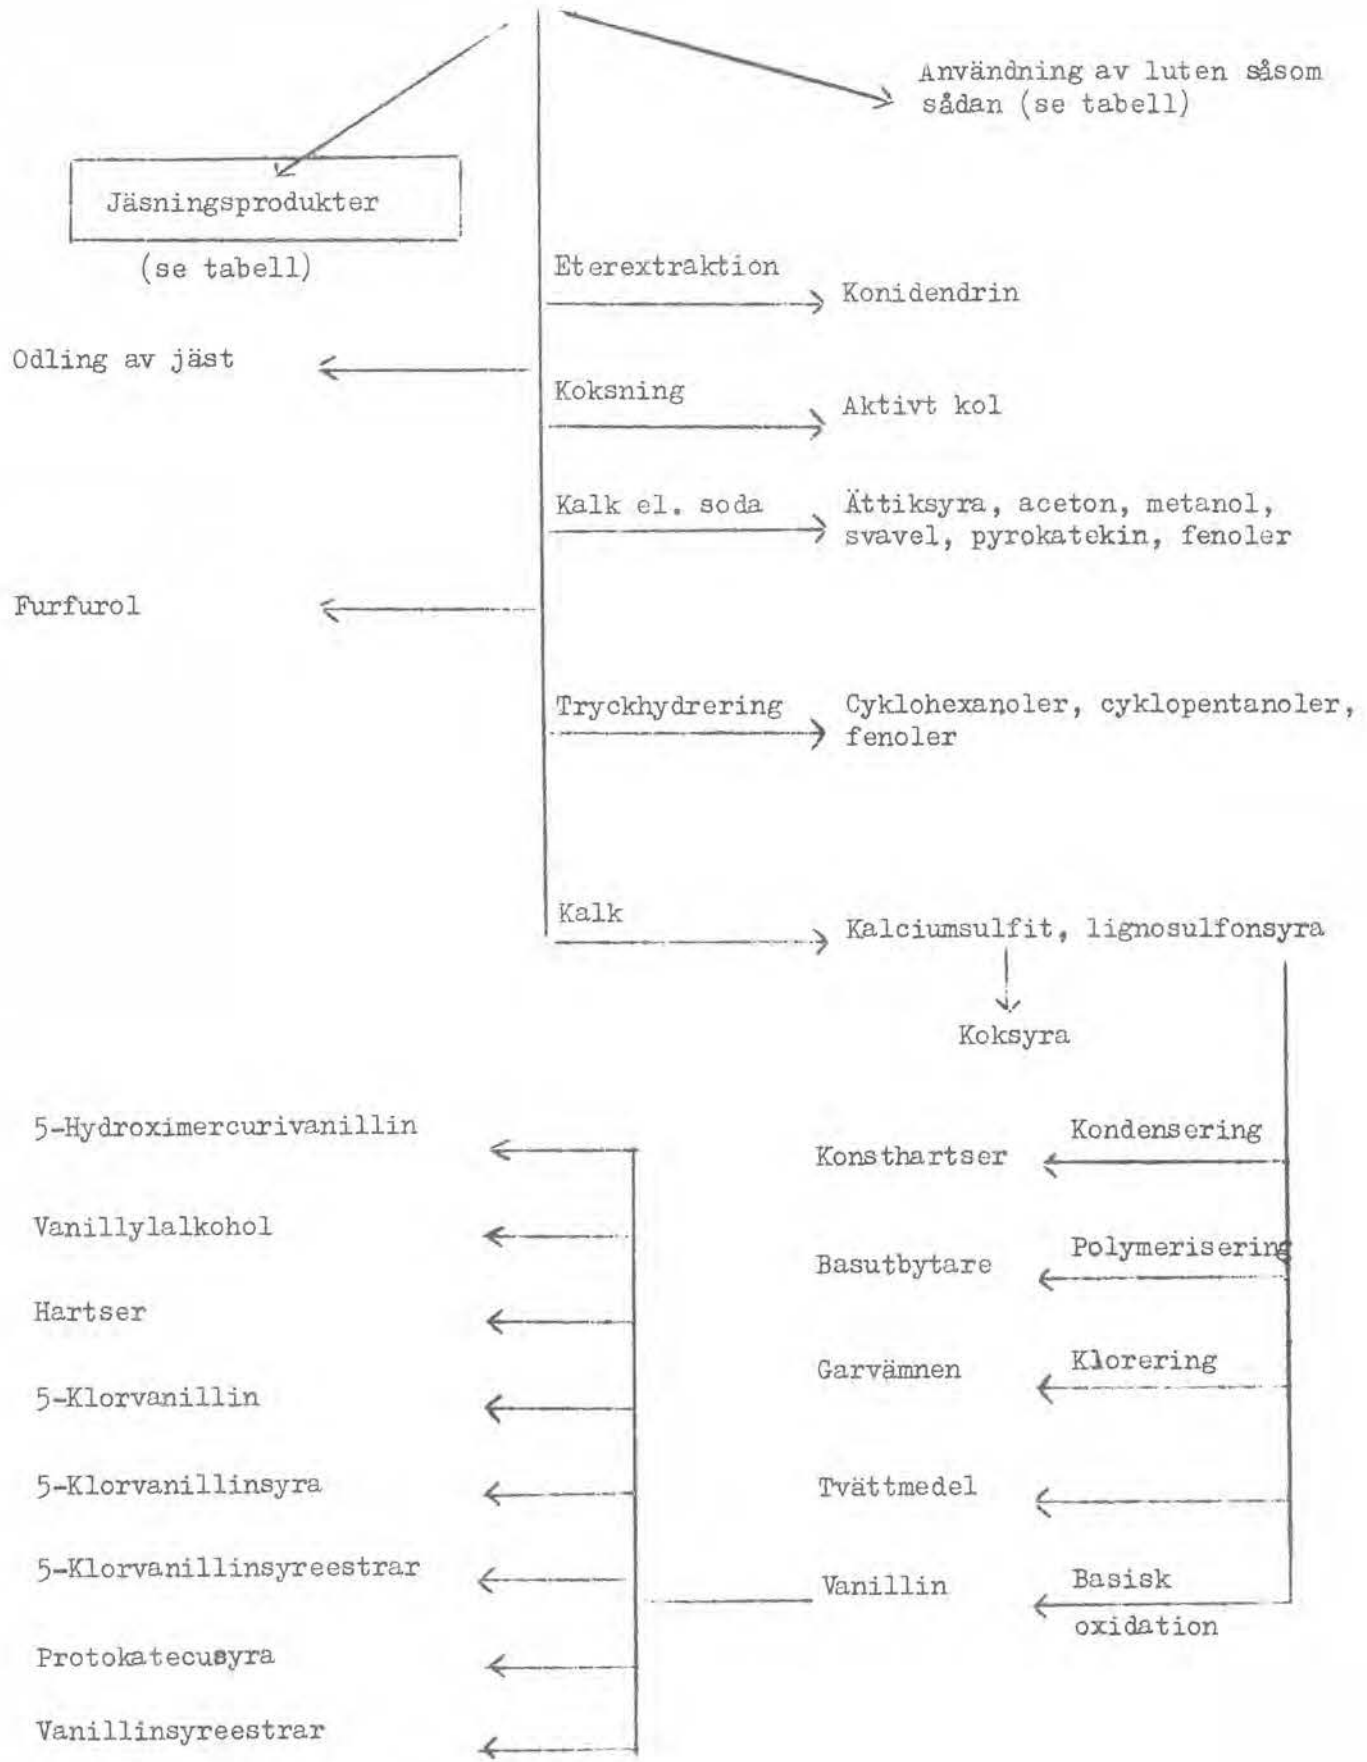 Användning av luten såsom
sådan (se tabell)
Jäsningsprodukter
(se tabell)
Eterextraktion
Konidendrin
Odling av jäst
Koksning
Aktivt kol
Kalk el. soda
Ättiksyra, aceton, metanol,
svavel, pyrokatekin, fenoler
Furfurol
Tryckhydrering
Cyklohexanoler, cyklopentanoler,
fenoler
Kalk
Kalciumsulfit, lignosulfonsyra
Koksyra
5-Hydroximercurivanillin
Kondensering
Konsthartser
Vanillylalkohol
Polymerisering
Basutbytare
Hartser
Klorering
Garvämnen
5-Klorvanillin
5-Klorvanillinsyra
Tvättmedel
5-Klorvanillinsyreestrar
Vanillin
Basisk
oxidation
Protokatecusyra
Vanillinsyreestrar